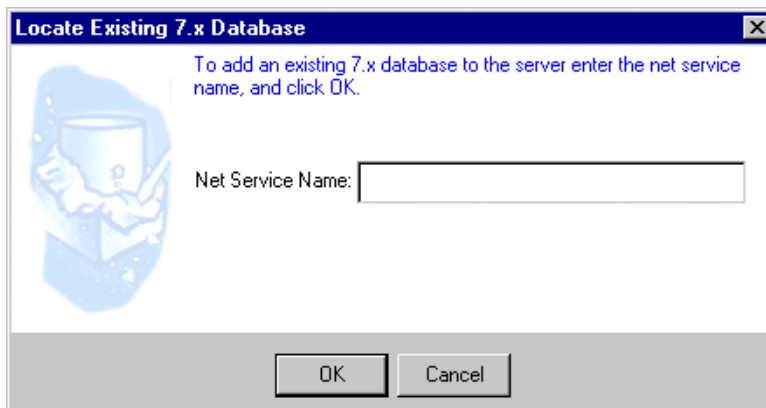 Locate Existing 7.x Database
To add an existing 7.x database to the server enter the net service
name, and click OK.
Net Service Name:
OK Cancel